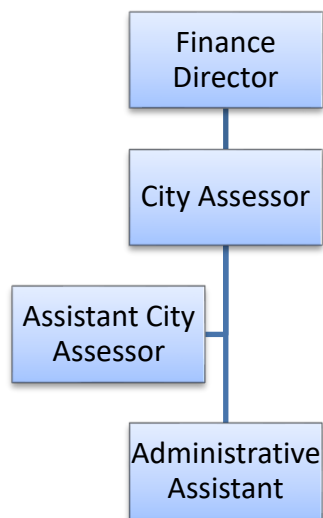 Finance
Director
City Assessor
Assistant City
Assessor
Administrative
Assistant